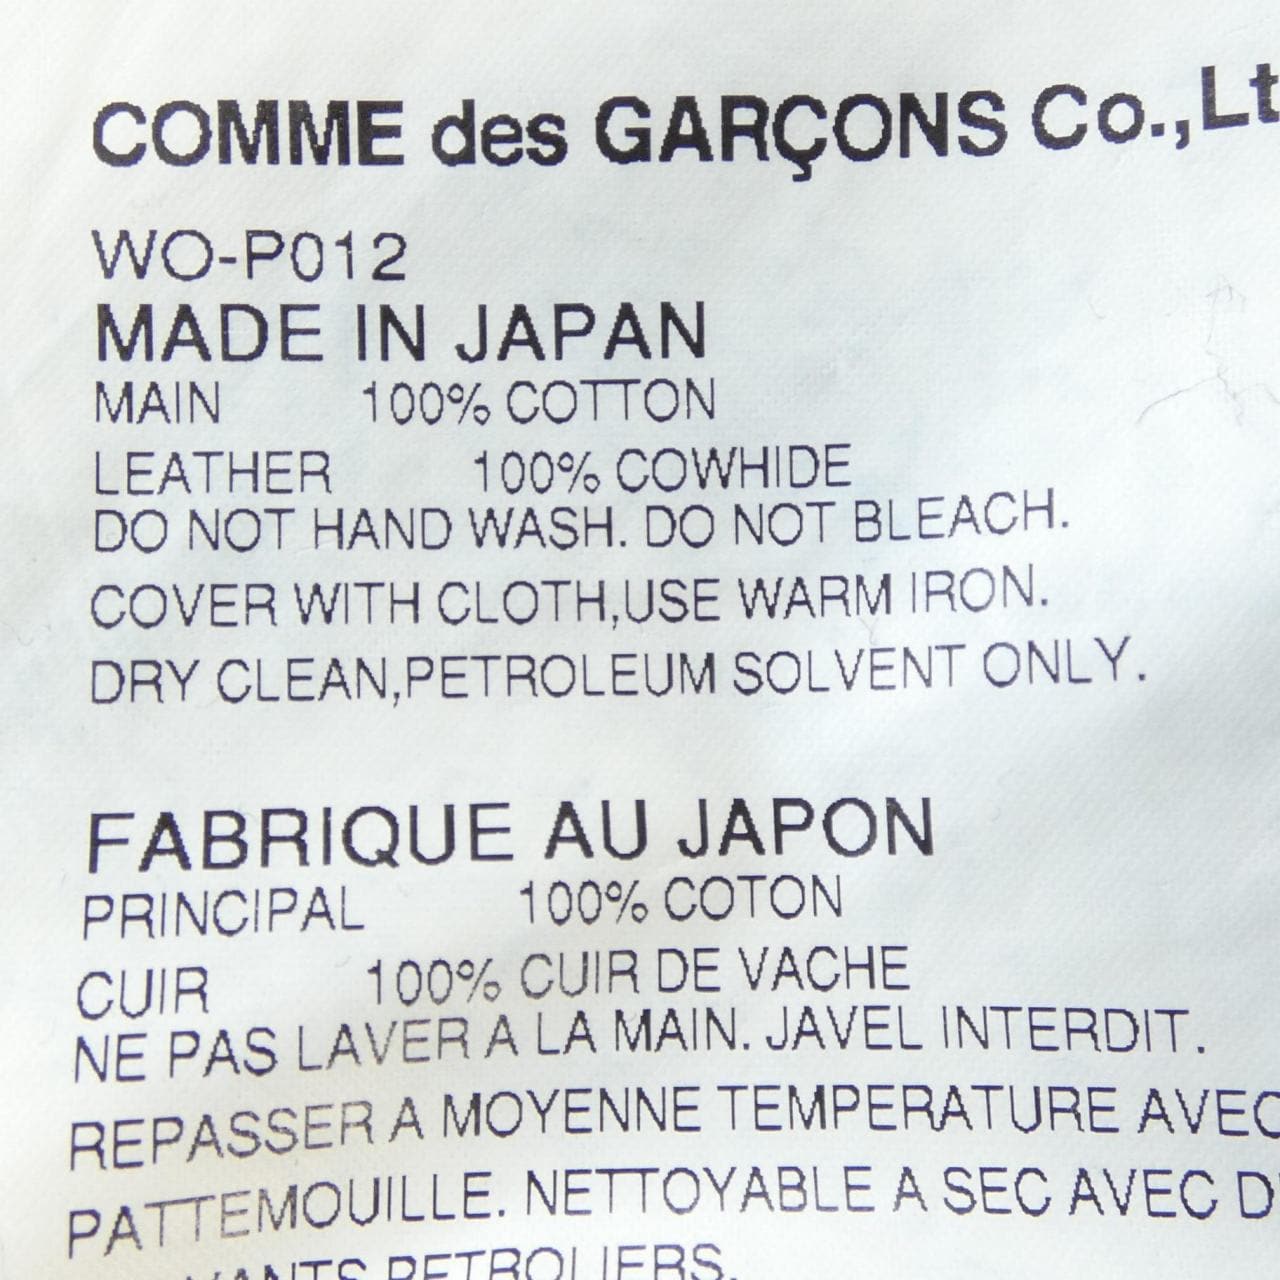 COMME des GARÇONS Co.,Lt
WO-P012
MADE IN JAPAN
MAIN 100% COTTON
LEATHER 100% COWHIDE
DO NOT HAND WASH. DO NOT BLEACH.
COVER WITH CLOTH,USE WARM IRON.
DRY CLEAN,PETROLEUM SOLVENT ONLY.
FABRIQUE AU JAPON
PRINCIPAL 100% COTON
CUIR 100% CUIR DE VACHE
NE PAS LAVER A LA MAIN. JAVEL INTERDIT.
REPASSER A MOYENNE TEMPERATURE AVEC
PATTEMOUILLE. NETTOYABLE A SEC AVEC
PETROLIERS.